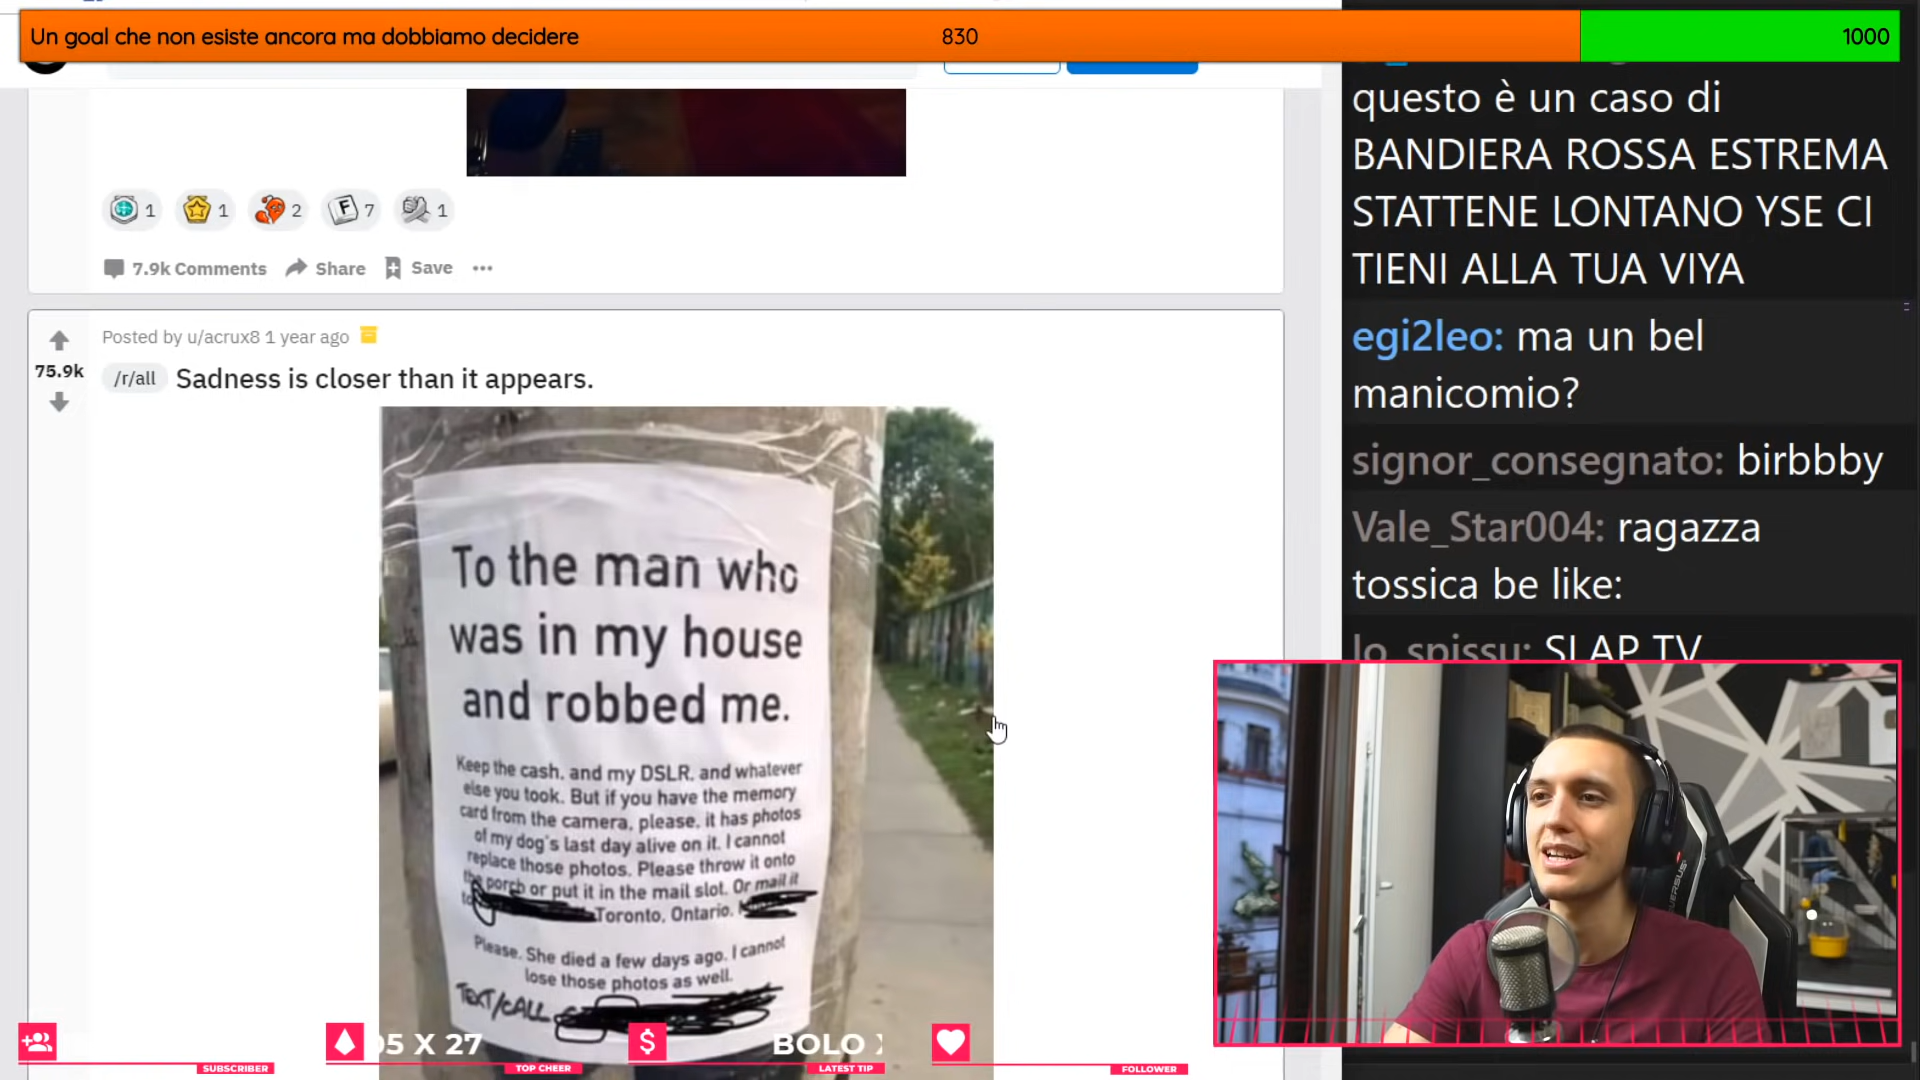 Un goal che non esiste ancora ma dobbiamo decidere
830
1000
1
1
2
F
7
1
7.9k Comments
Share
Save
Posted by u/acrux8 1 year ago
75.9k
/r/all
Sadness is closer than it appears.
To the man who
was in my house
and robbed me.
Keep the cash, and my DSLR, and whatever
else you took. But if you have the memory
card from the camera, please, it has photos
of my dog's last day alive on it. I cannot
replace those photos. Please throw it onto
the porch or put it in the mail slot. Or mail it
Toronto, Ontario,
Please. She died a few days ago. I cannot
lose those photos as well.
TEXT/CALL
questo è un caso di
BANDIERA ROSSA ESTREMA
STATTENE LONTANO YSE CI
TIENI ALLA TUA VIYA
egi2leo: ma un bel
manicomio?
signor_consegnato: birbbby
Vale_Star004: ragazza
tossica be like:
lo_spissu: SLAP TV
SUBSCRIBER
05 X 27
TOP CHEER
$
BOLO
LATEST TIP
FOLLOWER